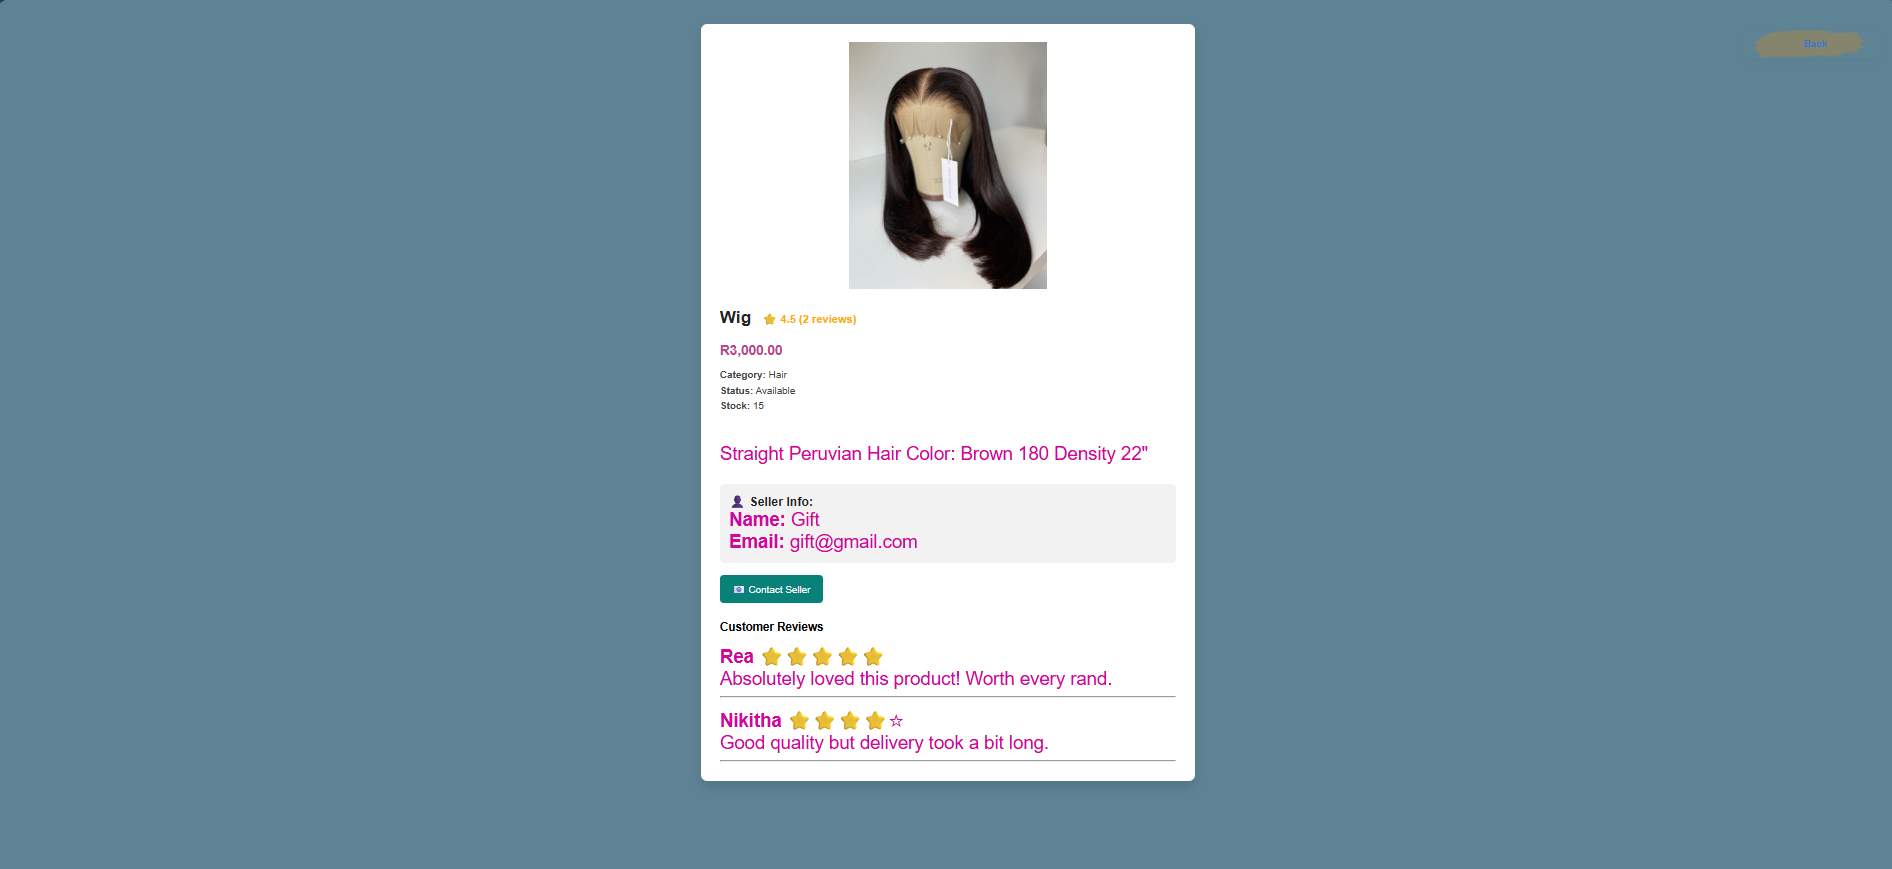 Back
Wig ⭐ 4.5 (2 reviews)
R3,000.00
Category: Hair
Status: Available
Stock: 15
Straight Peruvian Hair Color: Brown 180 Density 22"
👤 Seller Info:
Name: Gift
Email: gift@gmail.com
📧 Contact Seller
Customer Reviews
Rea ⭐⭐⭐⭐⭐
Absolutely loved this product! Worth every rand.
Nikitha ⭐⭐⭐⭐☆
Good quality but delivery took a bit long.